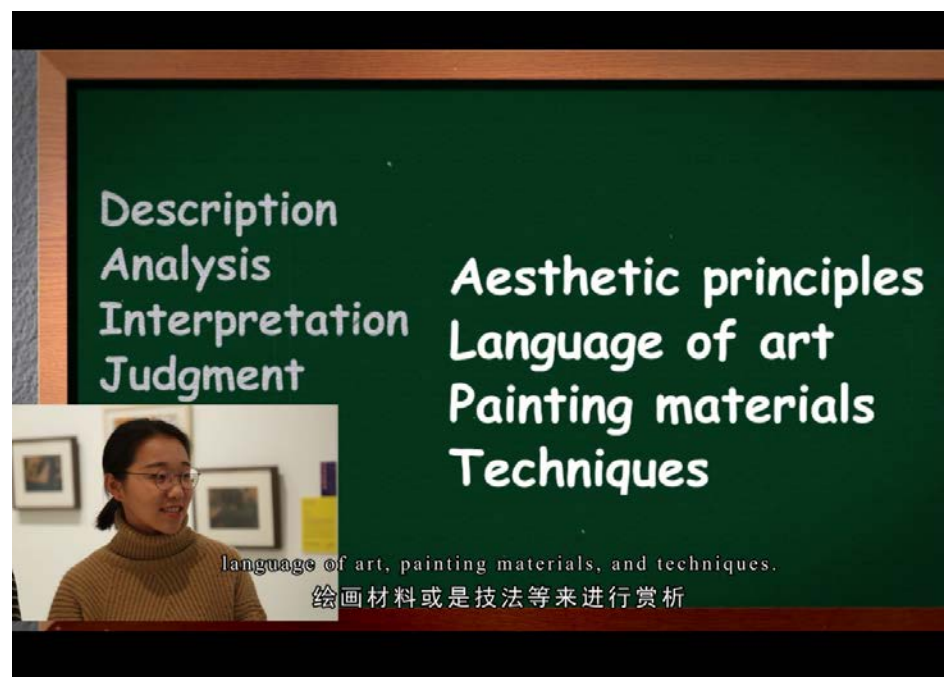 Description
Analysis
Interpretation
Judgment
Aesthetic principles
Language of art
Painting materials
Techniques
language of art, painting materials, and techniques.
绘画材料或是技法等来进行赏析